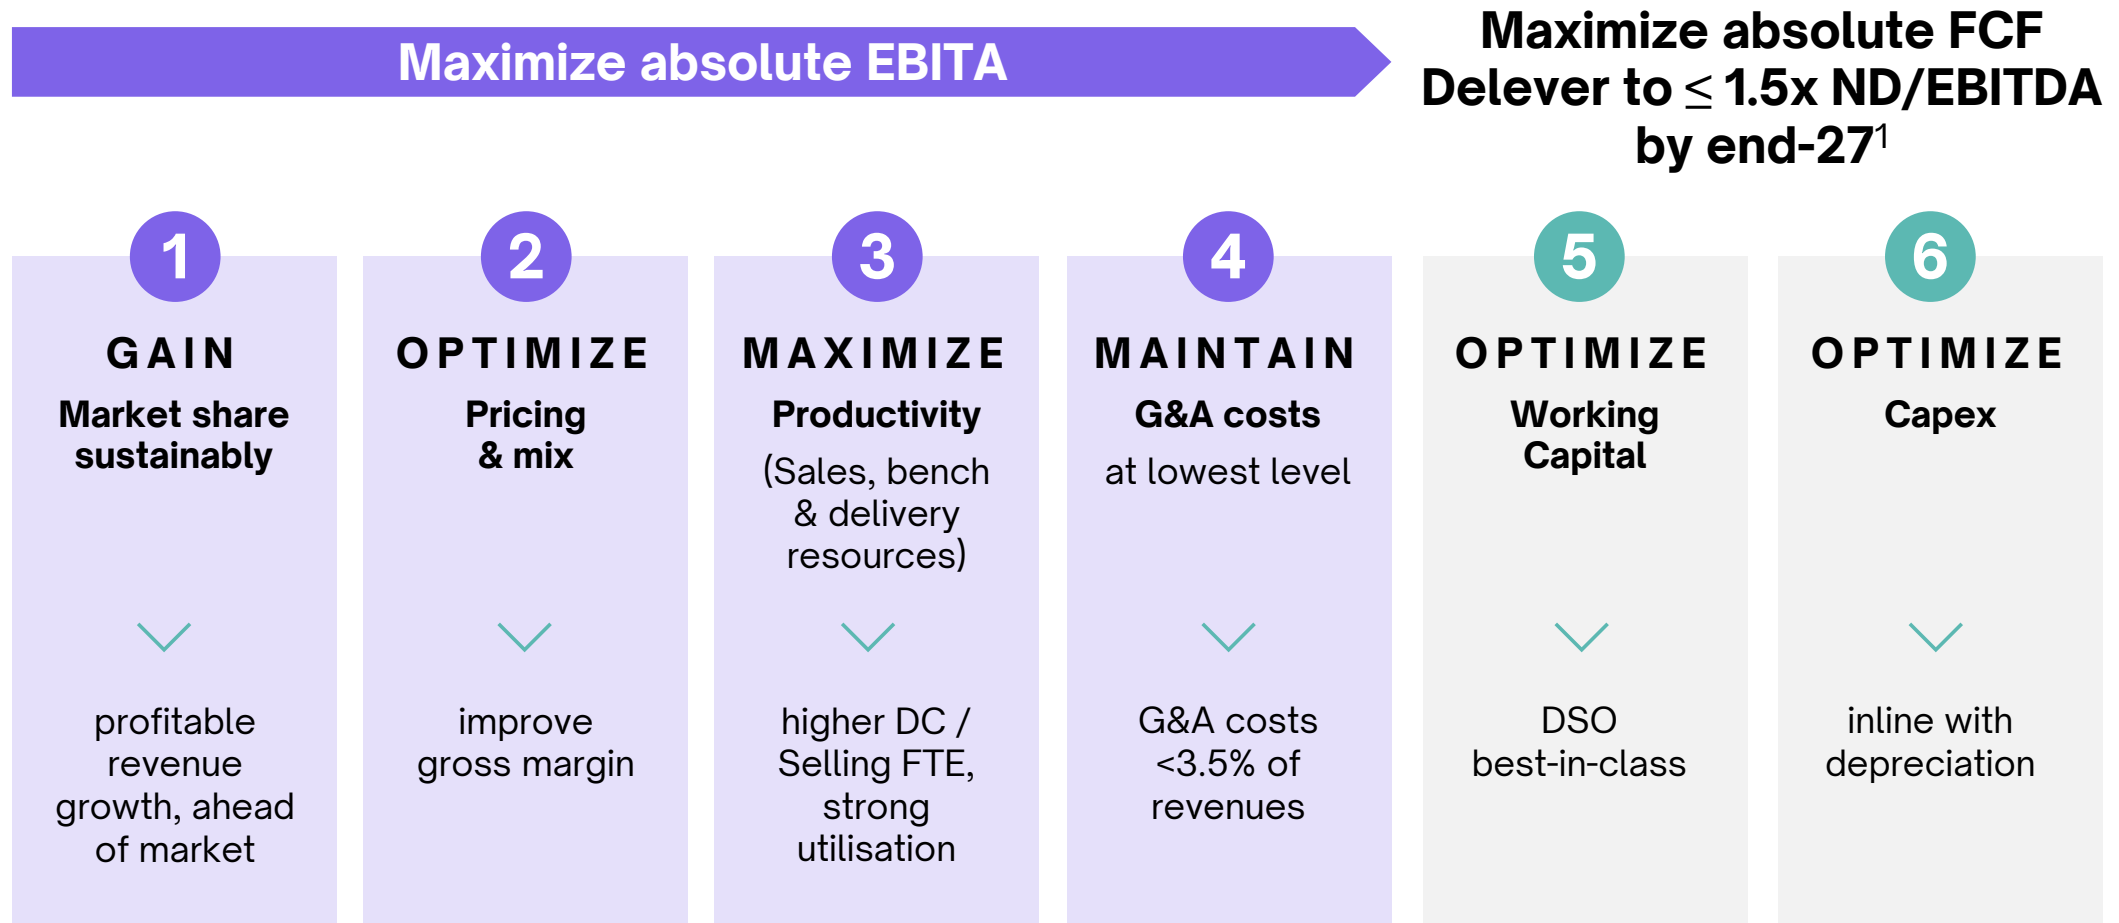 Maximize absolute EBITA
Maximize absolute FCF
Delever to ≤ 1.5x ND/EBITDA
by end-27¹
1
GAIN
Market share
sustainably
profitable
revenue
growth, ahead
of market
2
OPTIMIZE
Pricing
& mix
improve
gross margin
3
MAXIMIZE
Productivity
(Sales, bench
& delivery
resources)
higher DC /
Selling FTE,
strong
utilisation
4
MAINTAIN
G&A costs
at lowest level
G&A costs
<3.5% of
revenues
5
OPTIMIZE
Working
Capital
DSO
best-in-class
6
OPTIMIZE
Capex
inline with
depreciation